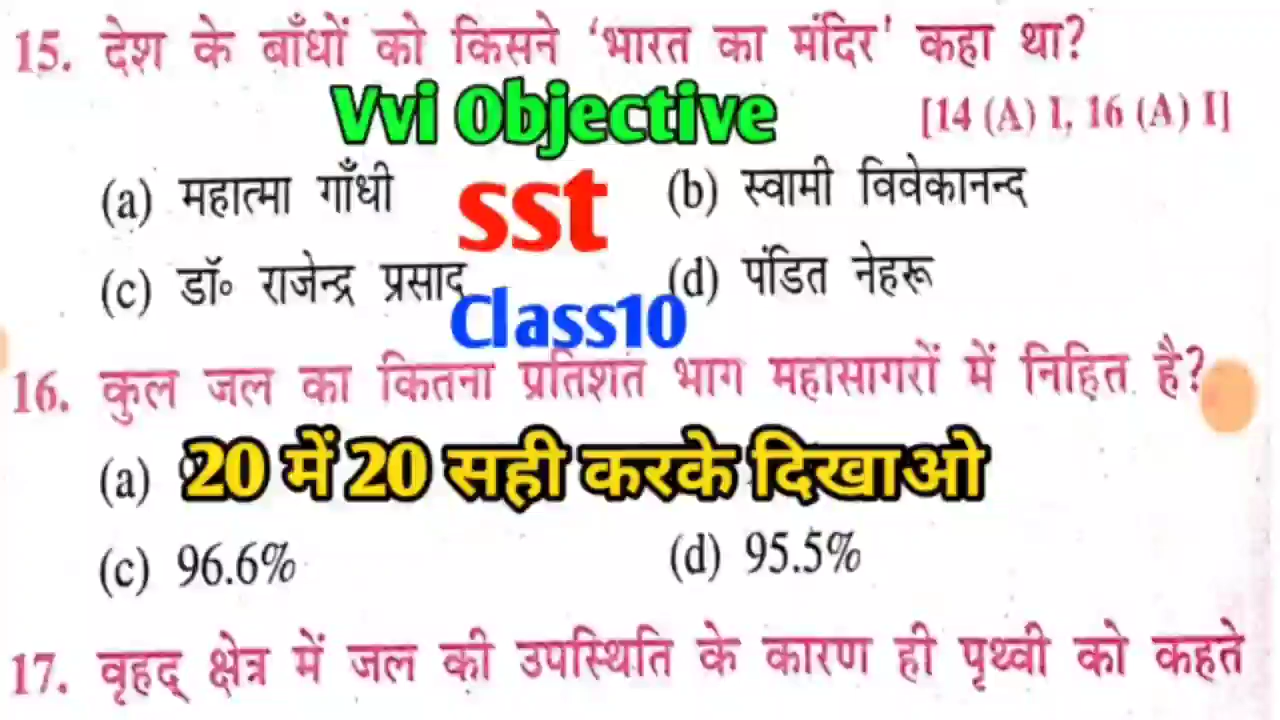 15. देश के बाँधों को किसने ‘भारत का मंदिर’ कहा था?
Vvi Objective
[14 (A) I, 16 (A) I]
(a) महात्मा गाँधी
sst
(b) स्वामी विवेकानन्द
(c) डॉ॰ राजेन्द्र प्रसाद
(d) पंडित नेहरू
Class10
16. कुल जल का कितना प्रतिशत भाग महासागरों में निहित है?
(a)
20 में 20 सही करके दिखाओ
(c) 96.6%
(d) 95.5%
17. वृहद् क्षेत्र में जल की उपस्थिति के कारण ही पृथ्वी को कहते